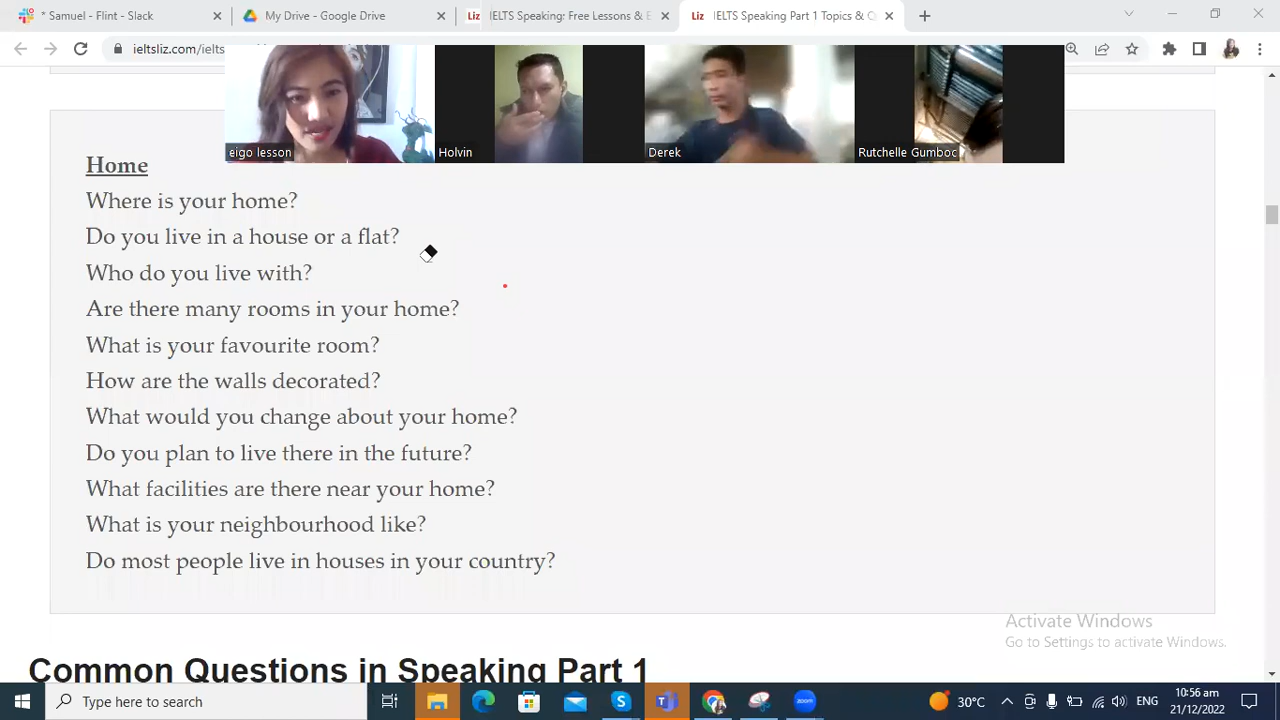 * Samuel - Flint - Slack
My Drive - Google Drive
Liz IELTS Speaking: Free Lessons & E
Liz IELTS Speaking Part 1 Topics & Q
ieltsliz.com/ielts
eigo lesson
Holvin
Derek
Rutchelle Gumboc
Home
Where is your home?
Do you live in a house or a flat?
Who do you live with?
Are there many rooms in your home?
What is your favourite room?
How are the walls decorated?
What would you change about your home?
Do you plan to live there in the future?
What facilities are there near your home?
What is your neighbourhood like?
Do most people live in houses in your country?
Activate Windows
Go to Settings to activate Windows.
Common Questions in Speaking Part 1
Type here to search
zoom
30°C
ENG
10:56 am
21/12/2022